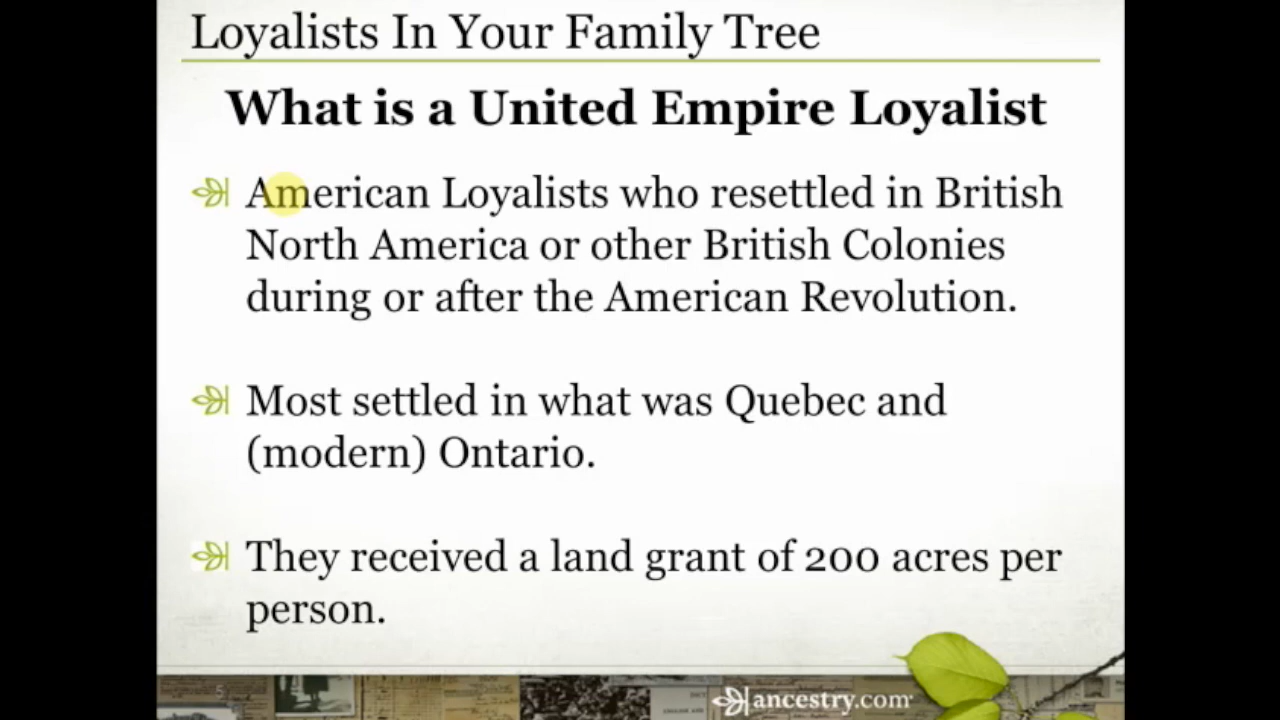 Loyalists In Your Family Tree
What is a United Empire Loyalist
American Loyalists who resettled in British
North America or other British Colonies
during or after the American Revolution.
Most settled in what was Quebec and
(modern) Ontario.
They received a land grant of 200 acres per
person.
5
ancestry.com